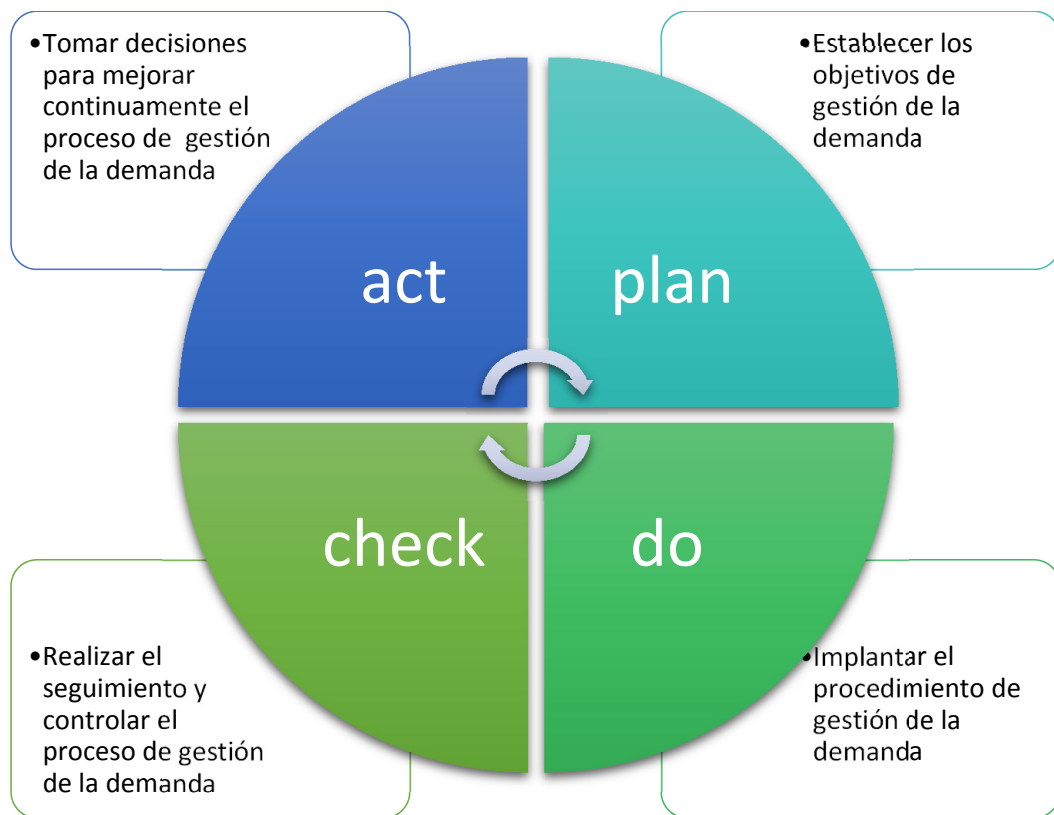 •Tomar decisiones
para mejorar
continuamente el
proceso de gestión
de la demanda
•Establecer los
objetivos de
gestión de la
demanda
act
plan
check
do
•Realizar el
seguimiento y
controlar el
proceso de gestión
de la demanda
•Implantar el
procedimiento de
gestión de la
demanda